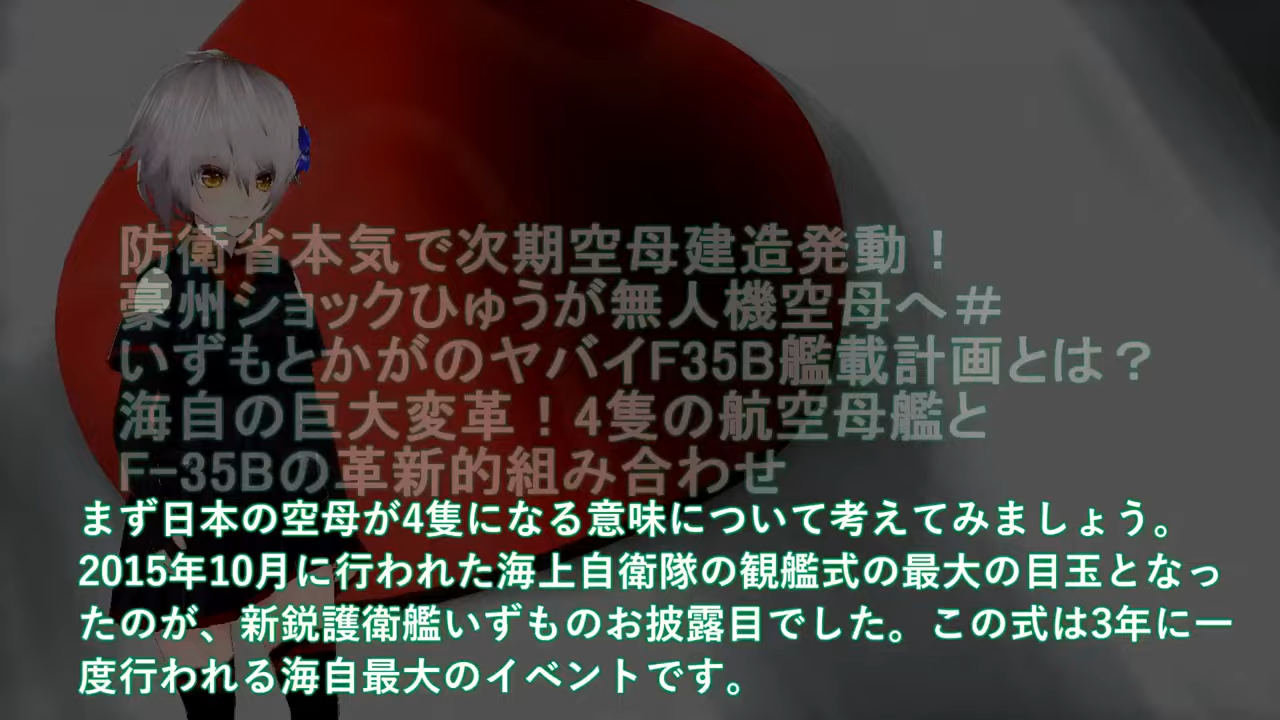 防衛省本気で次期空母建造発動！
豪州ショックひゅうが無人機空母へ＃
いずもとかがのヤバイF35B艦載計画とは？
海自の巨大変革！4隻の航空母艦と
F-35Bの革新的組み合わせ
まず日本の空母が4隻になる意味について考えてみましょう。
2015年10月に行われた海上自衛隊の観艦式の最大の目玉となっ
たのが、新鋭護衛艦いずものお披露目でした。この式は3年に一
度行われる海自最大のイベントです。